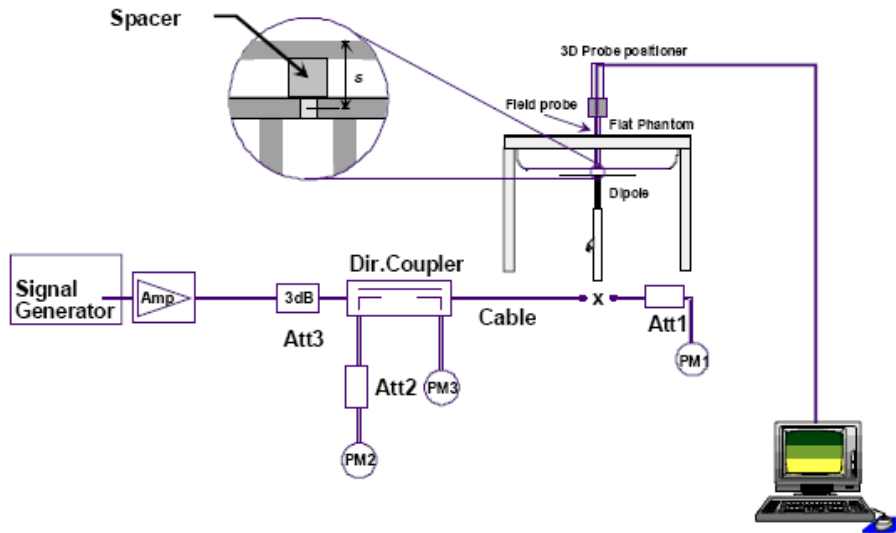 Spacer
s
3D Probe positioner
Field probe
Flat Phantom
Dipole
Signal
Generator
Amp
3dB
Att3
Dir.Coupler
Cable
x
Att1
PM1
Att2
PM3
PM2